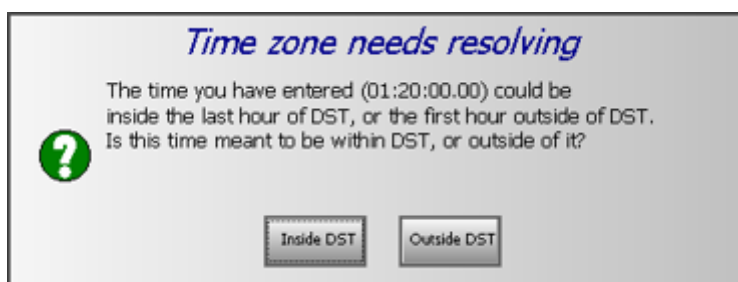 Time zone needs resolving
The time you have entered (01:20:00.00) could be
inside the last hour of DST, or the first hour outside of DST.
Is this time meant to be within DST, or outside of it?
Inside DST
Outside DST